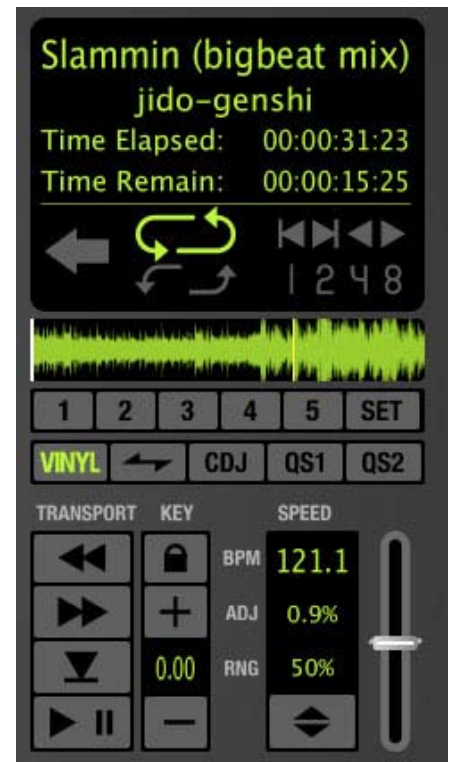 Slammin (bigbeat mix)
jido-genshi
Time Elapsed: 00:00:31:23
Time Remain: 00:00:15:25
1 2 4 8
1 2 3 4 5 SET
VINYL CDJ QS1 QS2
TRANSPORT KEY SPEED
BPM 121.1
ADJ 0.9%
0.00 RNG 50%